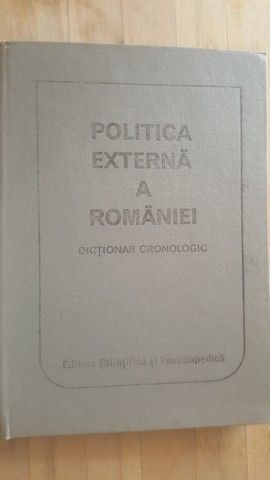 POLITICA
EXTERNĂ
A
ROMÂNIEI
DICȚIONAR CRONOLOGIC
Editura Științifică și Enciclopedică